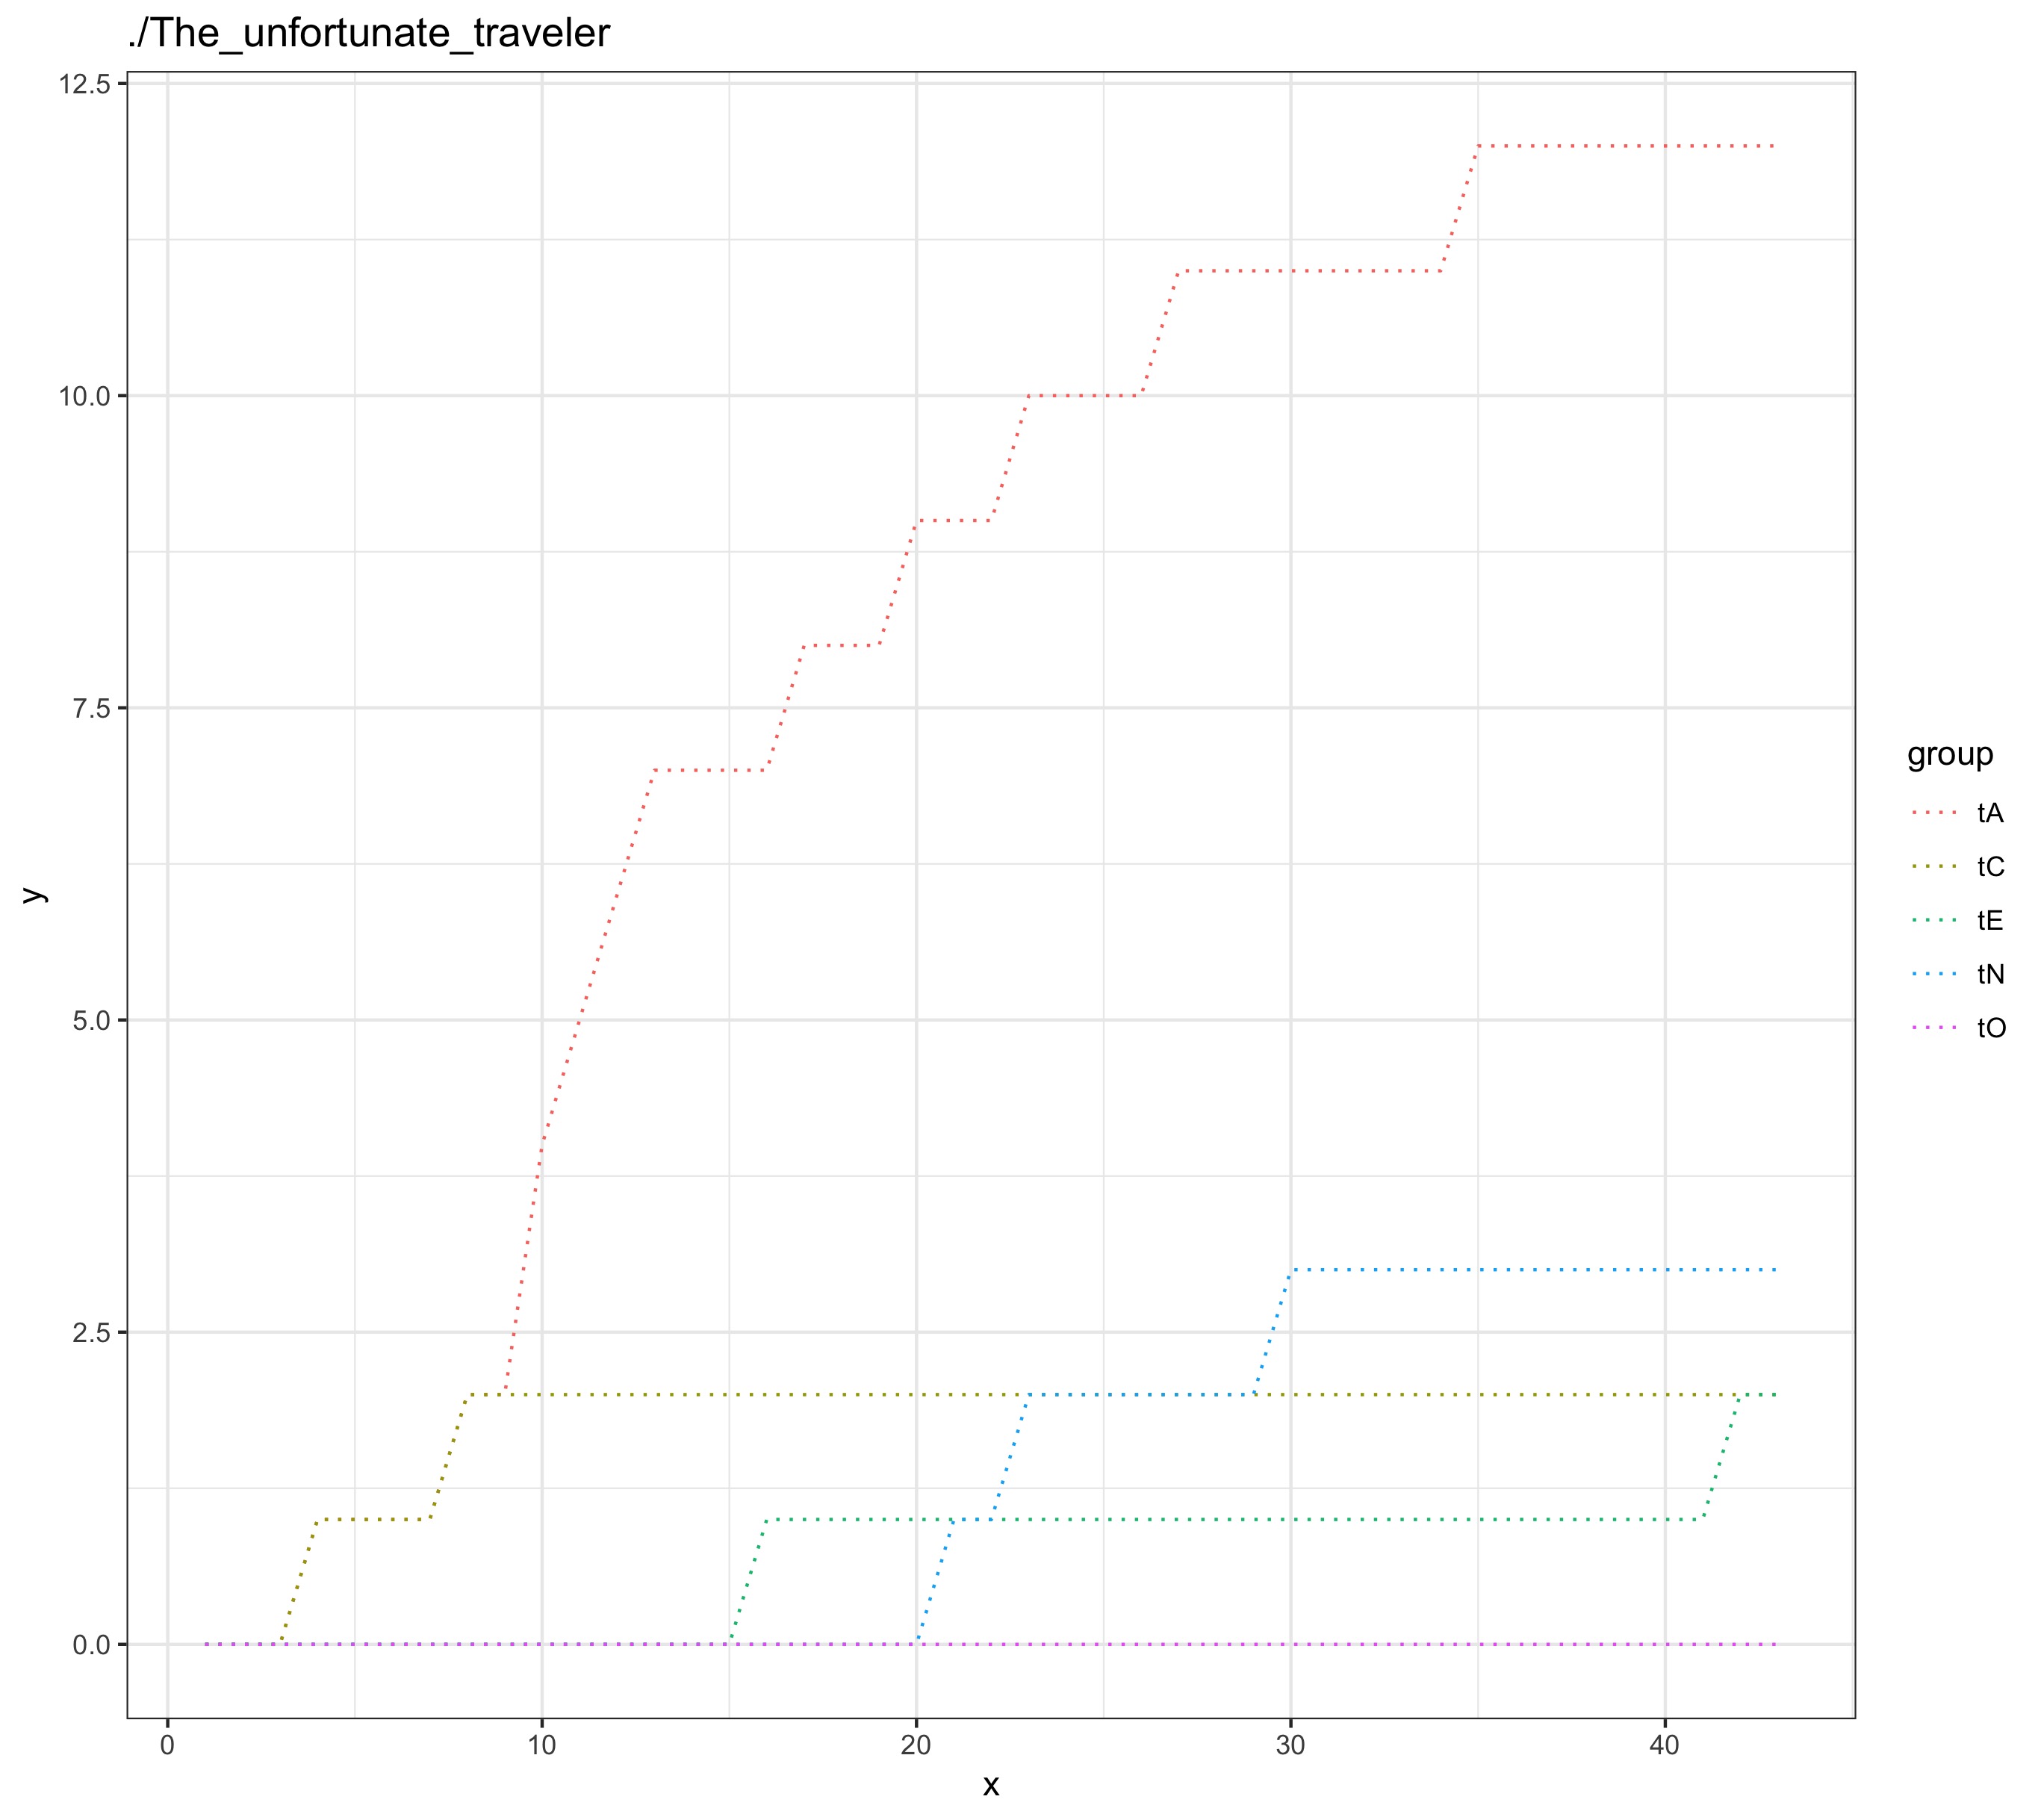 ./The_unfortunate_traveler
12.5
10.0
7.5
5.0
2.5
0.0
y
0 10 20 30 40
x
group
tA
tC
tE
tN
tO